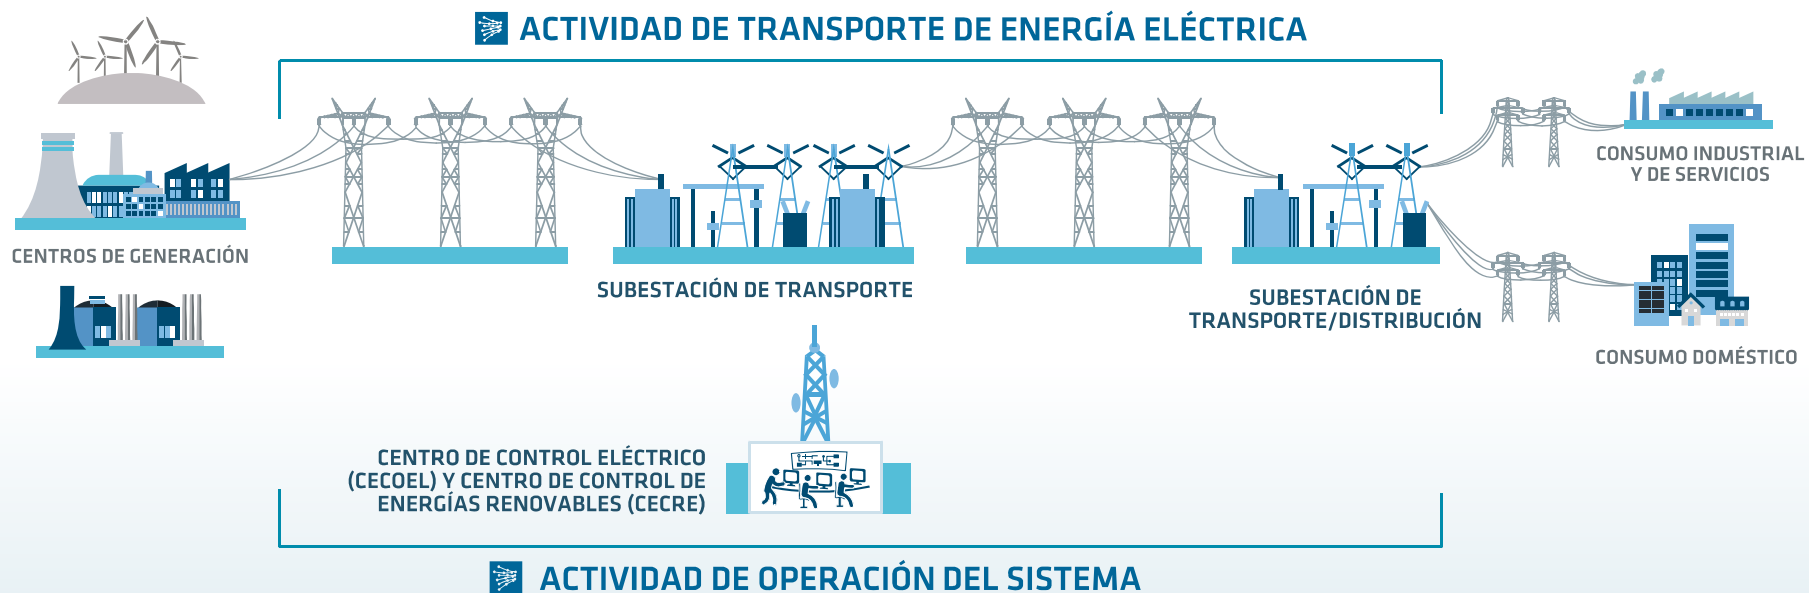 ACTIVIDAD DE TRANSPORTE DE ENERGÍA ELÉCTRICA
CENTROS DE GENERACIÓN
SUBESTACIÓN DE TRANSPORTE
SUBESTACIÓN DE
TRANSPORTE/DISTRIBUCIÓN
CONSUMO INDUSTRIAL
Y DE SERVICIOS
CONSUMO DOMÉSTICO
CENTRO DE CONTROL ELÉCTRICO
(CECOEL) Y CENTRO DE CONTROL DE
ENERGÍAS RENOVABLES (CECRE)
ACTIVIDAD DE OPERACIÓN DEL SISTEMA